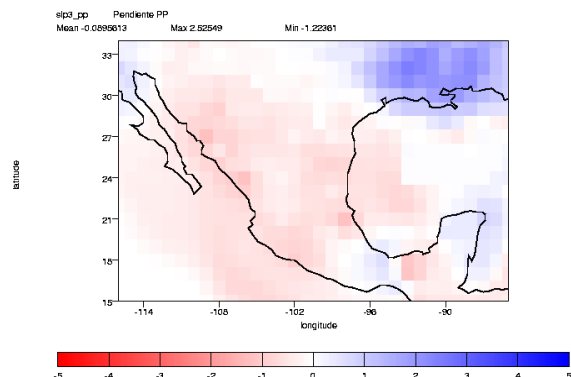 slp3_pp Pendiente PP
Mean -0.0895613 Max 2.52549 Min -1.22361
33
30
27
24
21
18
15
latitude
-114 -108 -102 -96 -90
longitude
-5 -4 -3 -2 -1 0 1 2 3 4 5